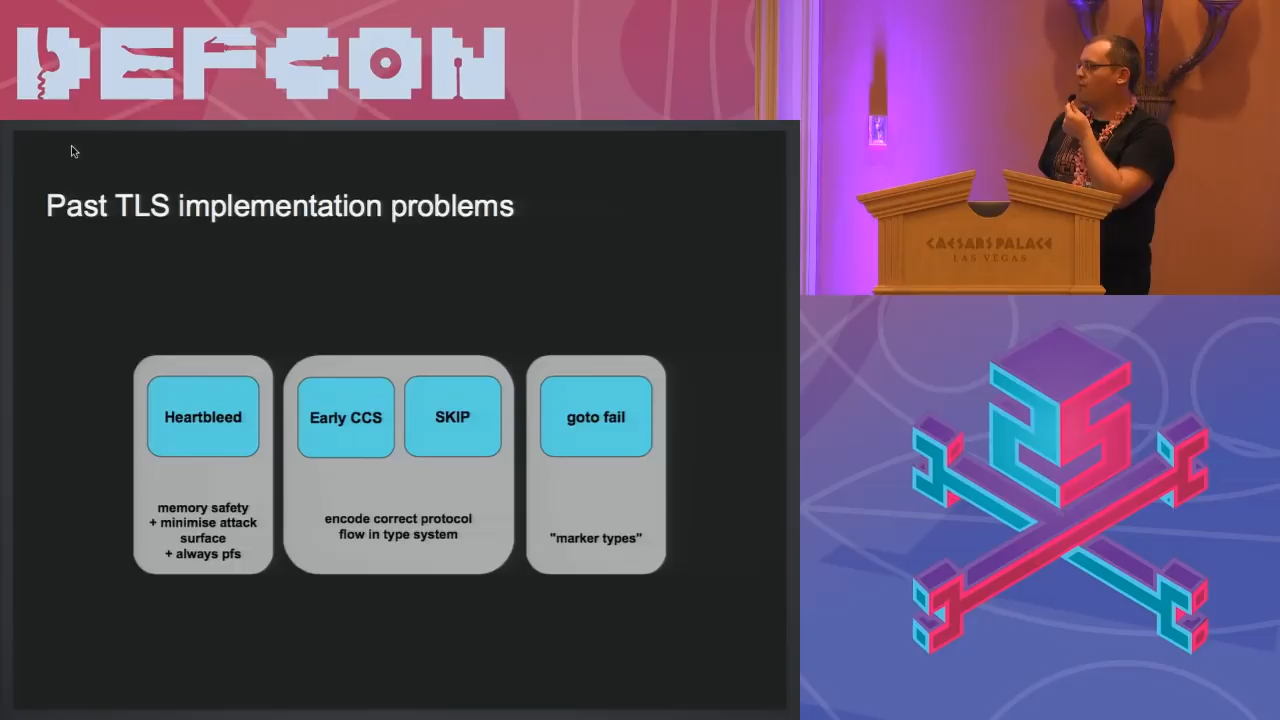 DEFCON
Past TLS implementation problems
Heartbleed
memory safety
+ minimise attack
surface
+ always pfs
Early CCS
SKIP
encode correct protocol
flow in type system
goto fail
"marker types"
CAESARS PALACE
LAS VEGAS
25